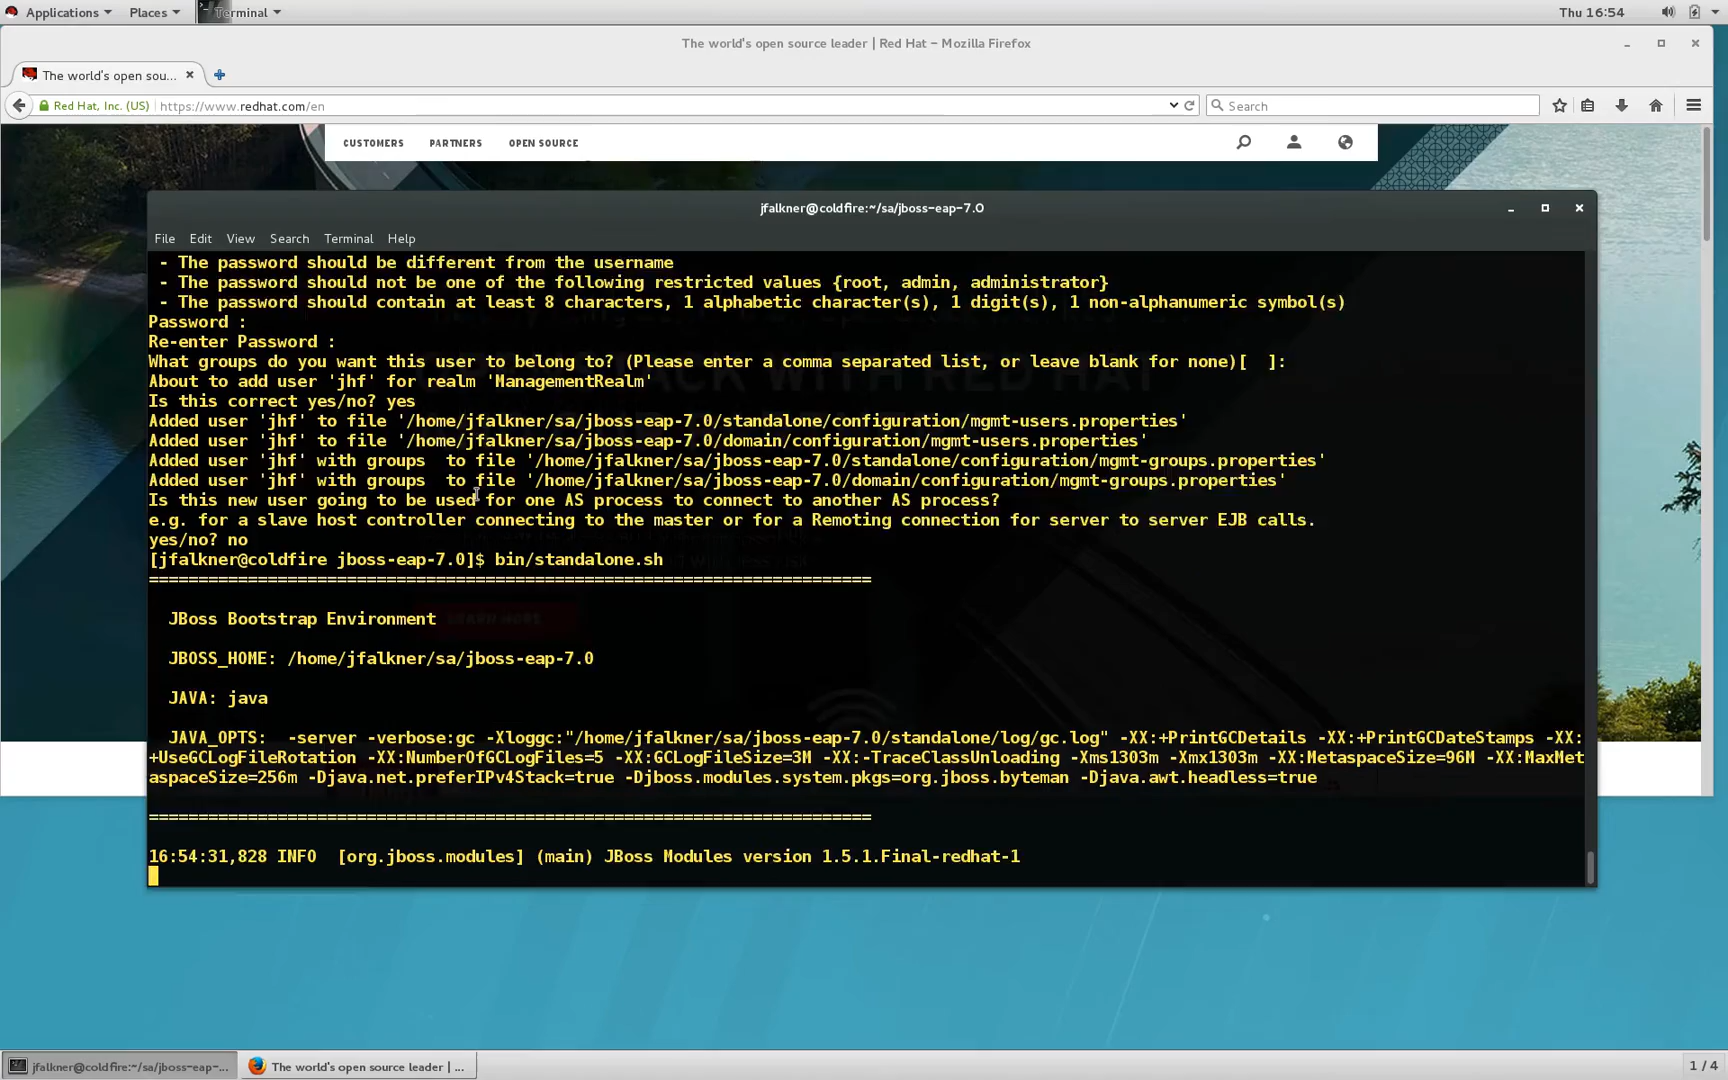 Applications Places Terminal Thu 16:54
The world's open source leader | Red Hat – Mozilla Firefox
The world's open sou...
Red Hat, Inc. (US) https://www.redhat.com/en Search
CUSTOMERS PARTNERS OPEN SOURCE
jfalkner@coldfire:~/sa/jboss-eap-7.0
File Edit View Search Terminal Help
- The password should be different from the username
- The password should not be one of the following restricted values {root, admin, administrator}
- The password should contain at least 8 characters, 1 alphabetic character(s), 1 digit(s), 1 non-alphanumeric symbol(s)
Password :
Re-enter Password :
What groups do you want this user to belong to? (Please enter a comma separated list, or leave blank for none)[  ]:
About to add user 'jhf' for realm 'ManagementRealm'
Is this correct yes/no? yes
Added user 'jhf' to file '/home/jfalkner/sa/jboss-eap-7.0/standalone/configuration/mgmt-users.properties'
Added user 'jhf' to file '/home/jfalkner/sa/jboss-eap-7.0/domain/configuration/mgmt-users.properties'
Added user 'jhf' with groups  to file '/home/jfalkner/sa/jboss-eap-7.0/standalone/configuration/mgmt-groups.properties'
Added user 'jhf' with groups  to file '/home/jfalkner/sa/jboss-eap-7.0/domain/configuration/mgmt-groups.properties'
Is this new user going to be used for one AS process to connect to another AS process?
e.g. for a slave host controller connecting to the master or for a Remoting connection for server to server EJB calls.
yes/no? no
[jfalkner@coldfire jboss-eap-7.0]$ bin/standalone.sh
=========================================================================
JBoss Bootstrap Environment
JBOSS_HOME: /home/jfalkner/sa/jboss-eap-7.0
JAVA: java
JAVA_OPTS:  -server -verbose:gc -Xloggc:"/home/jfalkner/sa/jboss-eap-7.0/standalone/log/gc.log" -XX:+PrintGCDetails -XX:+PrintGCDateStamps -XX:
+UseGCLogFileRotation -XX:NumberOfGCLogFiles=5 -XX:GCLogFileSize=3M -XX:-TraceClassUnloading -Xms1303m -Xmx1303m -XX:MetaspaceSize=96M -XX:MaxMet
aspaceSize=256m -Djava.net.preferIPv4Stack=true -Djboss.modules.system.pkgs=org.jboss.byteman -Djava.awt.headless=true
=========================================================================
16:54:31,828 INFO  [org.jboss.modules] (main) JBoss Modules version 1.5.1.Final-redhat-1
jfalkner@coldfire:~/sa/jboss-eap-... The world's open source leader | ... 1 / 4